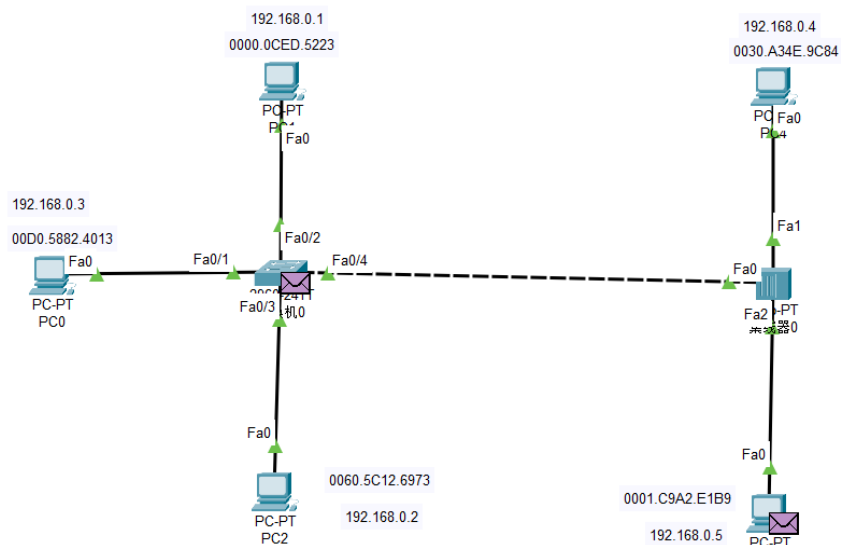 192.168.0.1
0000.0CED.5223
PC-PT
Fa0
192.168.0.4
0030.A34E.9C84
Fa0
192.168.0.3
00D0.5882.4013
Fa0
PC-PT
PC0
Fa0/1
Fa0/2
Fa0/4
Fa0/3
Fa1
Fa0
Fa2
Fa0
PC-PT
PC2
0060.5C12.6973
192.168.0.2
Fa0
0001.C9A2.E1B9
192.168.0.5
PC-PT